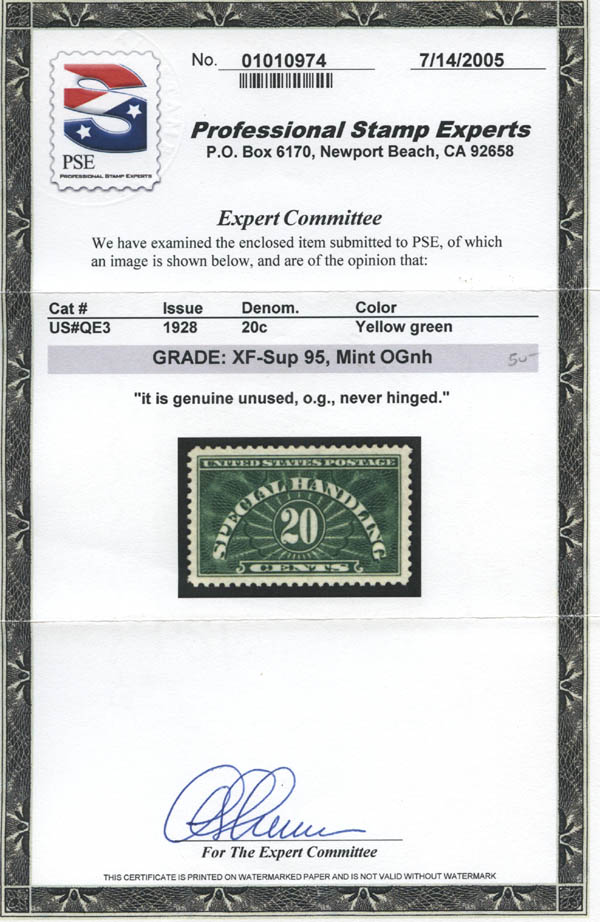 No. 01010974 7/14/2005
PSE
PROFESSIONAL STAMP EXPERTS
Professional Stamp Experts
P.O. Box 6170, Newport Beach, CA 92658
Expert Committee
We have examined the enclosed item submitted to PSE, of which
an image is shown below, and are of the opinion that:
Cat # Issue Denom. Color
US#QE3 1928 20c Yellow green
GRADE: XF-Sup 95, Mint OGnh
"it is genuine unused, o.g., never hinged."
UNITED STATES POSTAGE
SPECIAL HANDLING
20
CENTS
For The Expert Committee
THIS CERTIFICATE IS PRINTED ON WATERMARKED PAPER AND IS NOT VALID WITHOUT WATERMARK